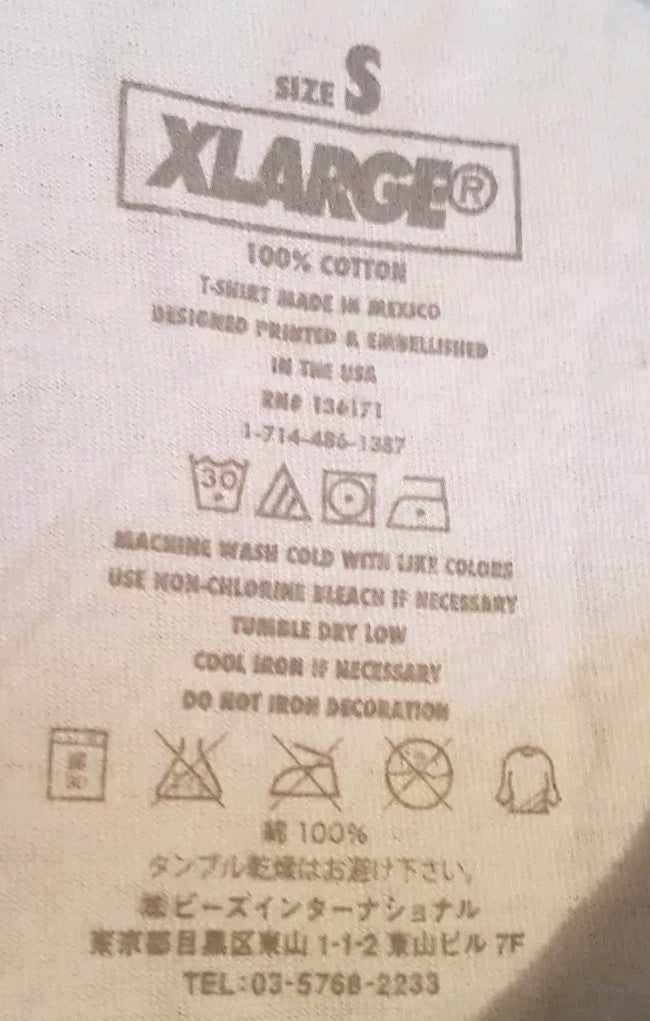 SIZE S
XLARGE®
100% COTTON
T-SHIRT MADE IN MEXICO
DESIGNED PRINTED & EMBELLISHED
IN THE USA
RN# 136171
1-714-486-1387
30
MACHINE WASH COLD WITH LIKE COLORS
USE NON-CHLORINE BLEACH IF NECESSARY
TUMBLE DRY LOW
COOL IRON IF NECESSARY
DO NOT IRON DECORATION
綿 100%
タンブル乾燥はお避け下さい。
㈱ビーズインターナショナル
東京都目黒区東山 1-1-2 東山ビル 7F
TEL:03-5768-2233